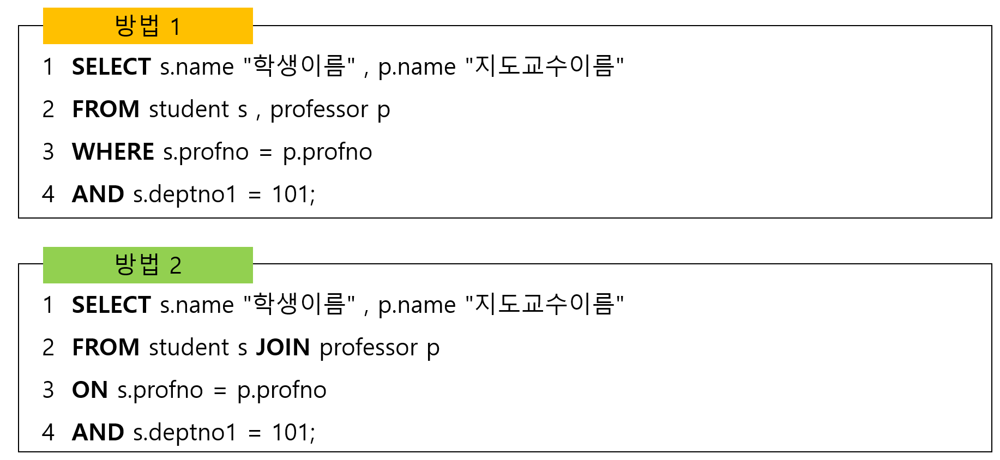 방법 1
1 SELECT s.name "학생이름" , p.name "지도교수이름"
2 FROM student s , professor p
3 WHERE s.profno = p.profno
4 AND s.deptno1 = 101;
방법 2
1 SELECT s.name "학생이름" , p.name "지도교수이름"
2 FROM student s JOIN professor p
3 ON s.profno = p.profno
4 AND s.deptno1 = 101;